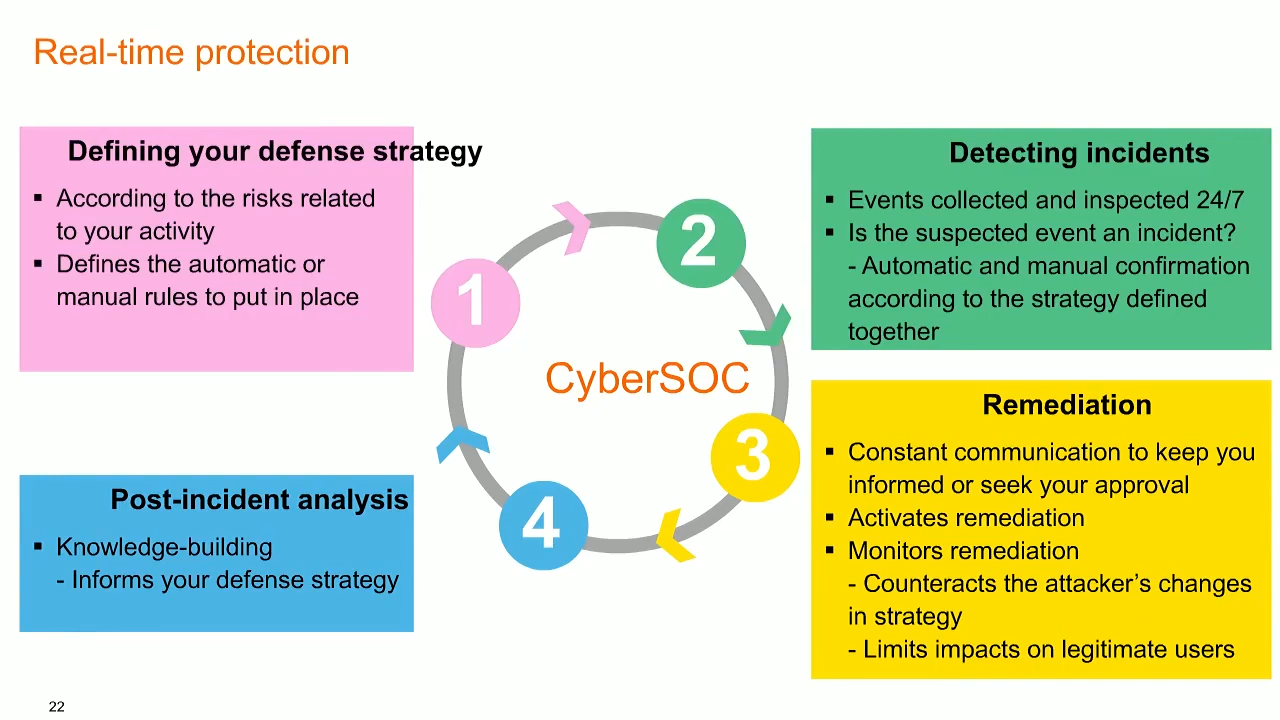 Real-time protection
Defining your defense strategy
▪ According to the risks related
to your activity
▪ Defines the automatic or
manual rules to put in place
Detecting incidents
▪ Events collected and inspected 24/7
▪ Is the suspected event an incident?
- Automatic and manual confirmation
according to the strategy defined
together
1
2
CyberSOC
3
4
Remediation
▪ Constant communication to keep you
informed or seek your approval
▪ Activates remediation
▪ Monitors remediation
- Counteracts the attacker’s changes
in strategy
- Limits impacts on legitimate users
Post-incident analysis
▪ Knowledge-building
- Informs your defense strategy
22